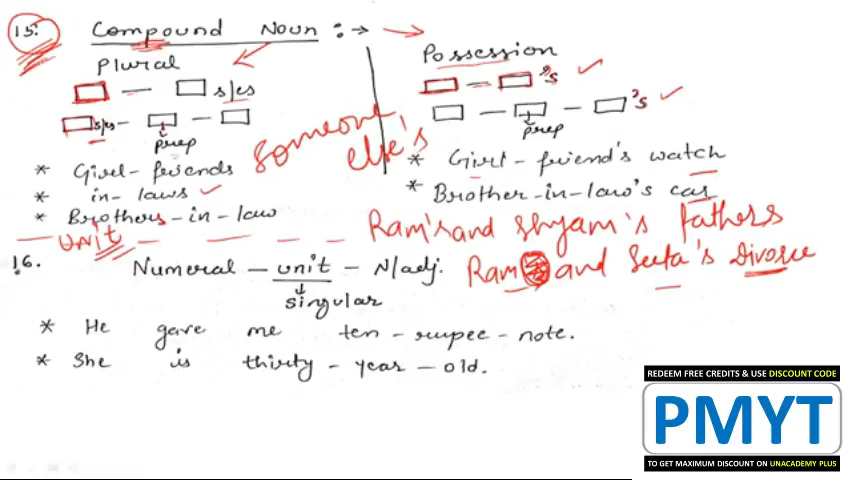 15. Compound Noun :→
Plural
s/es
s/es
prep
* Girl-friends
* in-laws
* Brothers-in-law
Possession
's
's
prep
* Girl-friend's watch
* Brother-in-law's car
someone
else's
UNIT
Ram's and Shyam's fathers
Ram and Seeta's Divorce
16. Numeral – unit – N/adj.
singular
* He gave me ten-rupee-note.
* She is thirty-year-old.
REDEEM FREE CREDITS & USE DISCOUNT CODE
PMYT
TO GET MAXIMUM DISCOUNT ON UNACADEMY PLUS